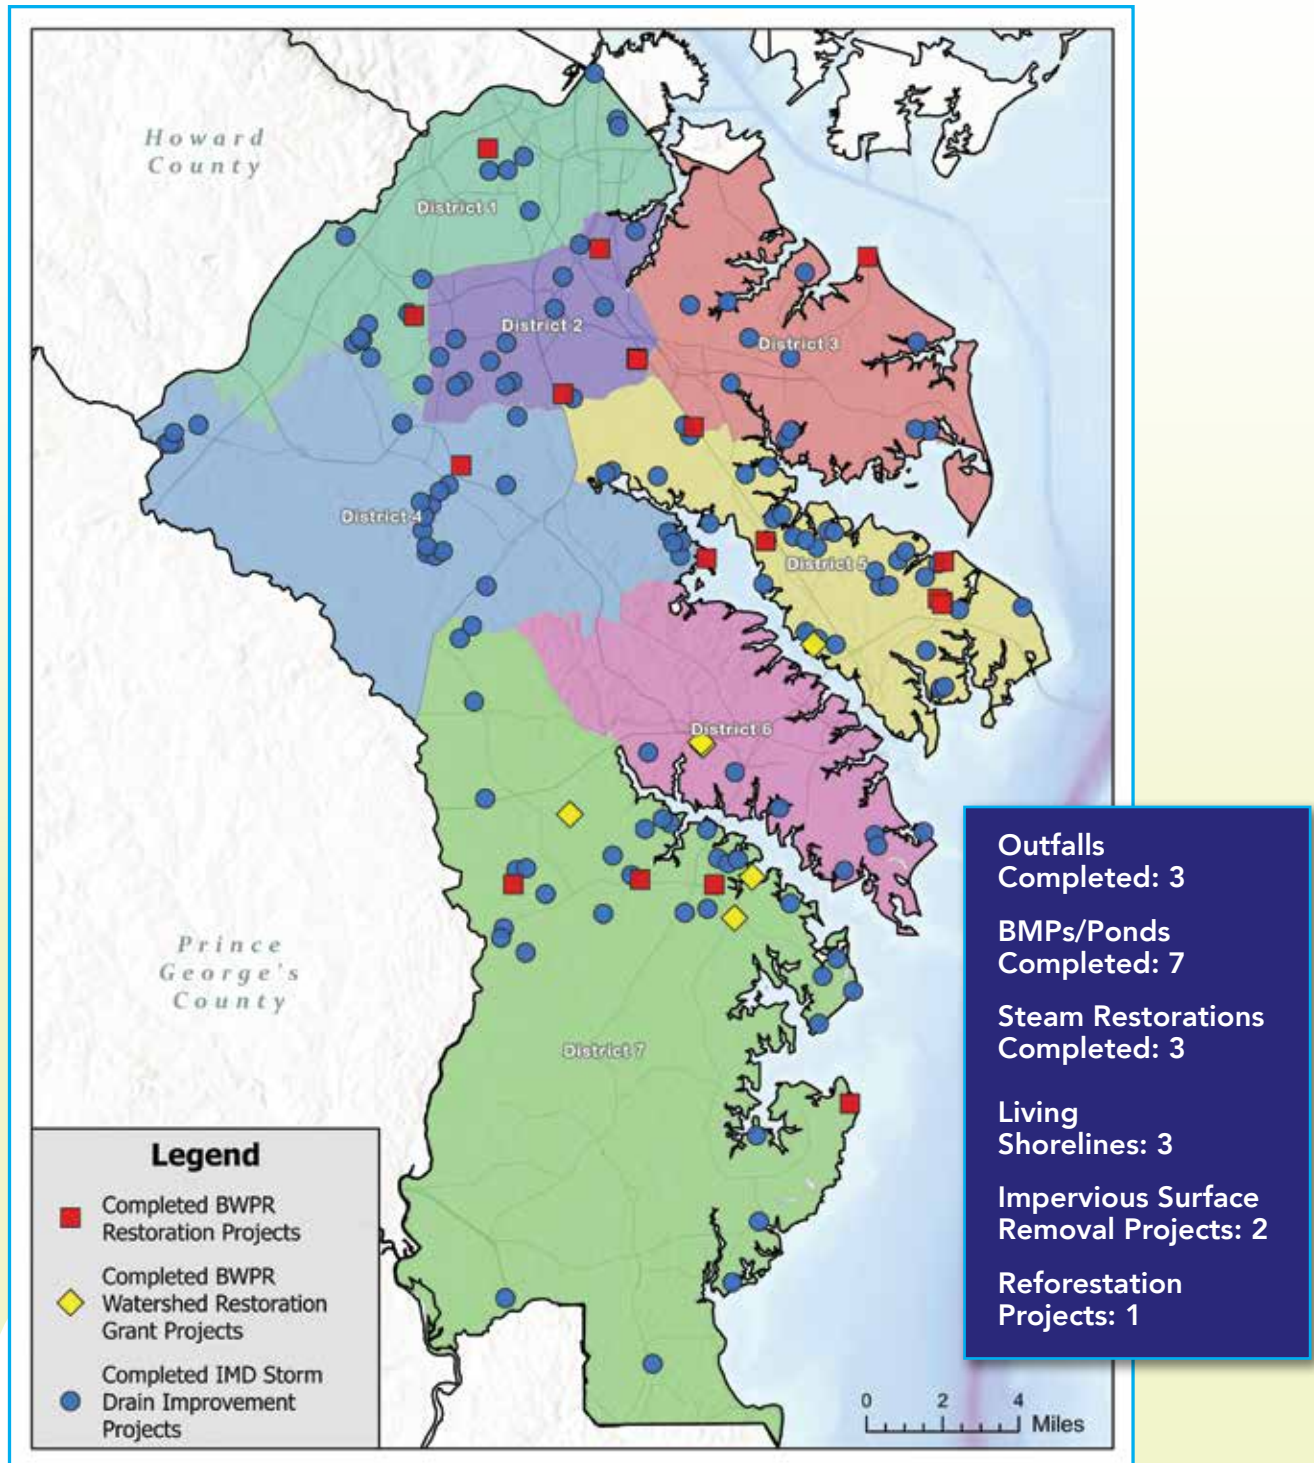 Howard
County
District 1
District 2
District 3
District 4
District 5
District 6
District 7
Prince
George's
County
Legend
Completed BWPR
Restoration Projects
Completed BWPR
Watershed Restoration
Grant Projects
Completed IMD Storm
Drain Improvement
Projects
0 2 4
Miles
Outfalls
Completed: 3
BMPs/Ponds
Completed: 7
Steam Restorations
Completed: 3
Living
Shorelines: 3
Impervious Surface
Removal Projects: 2
Reforestation
Projects: 1